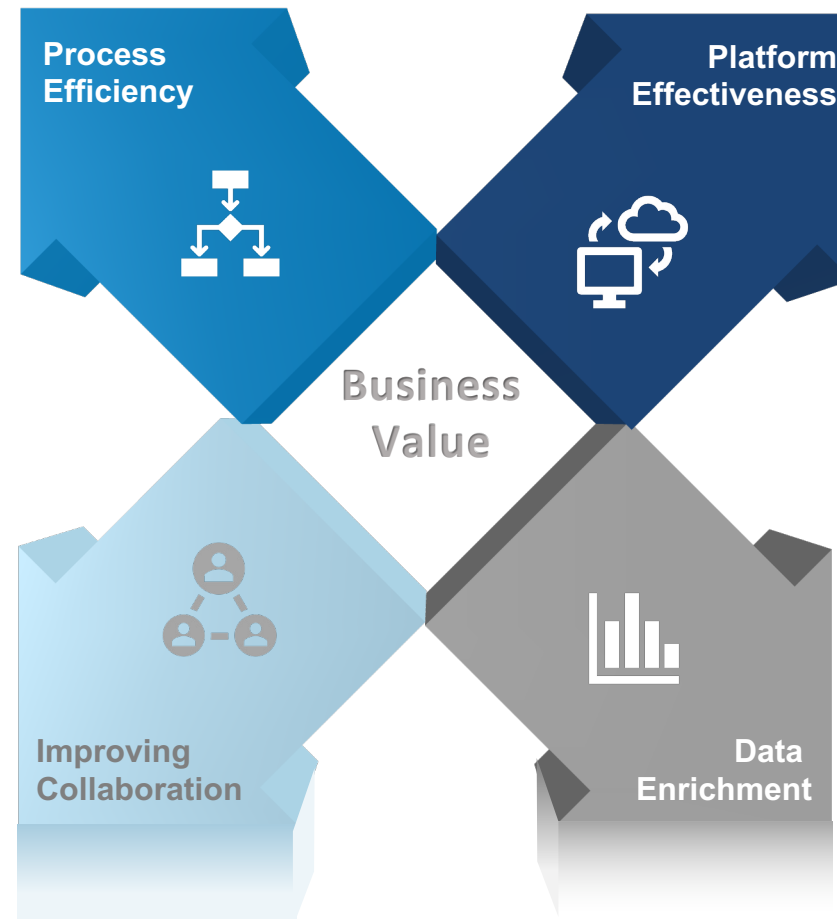 Process
Efficiency
Platform
Effectiveness
Business
Value
Improving
Collaboration
Data
Enrichment